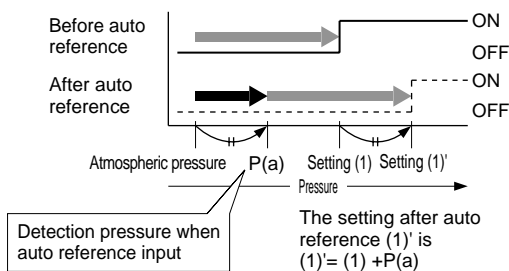 Before auto
reference
ON
OFF
After auto
reference
ON
OFF
Atmospheric pressure P(a) Setting (1) Setting (1)'
Pressure
Detection pressure when
auto reference input
The setting after auto
reference (1)' is
(1)'= (1) +P(a)